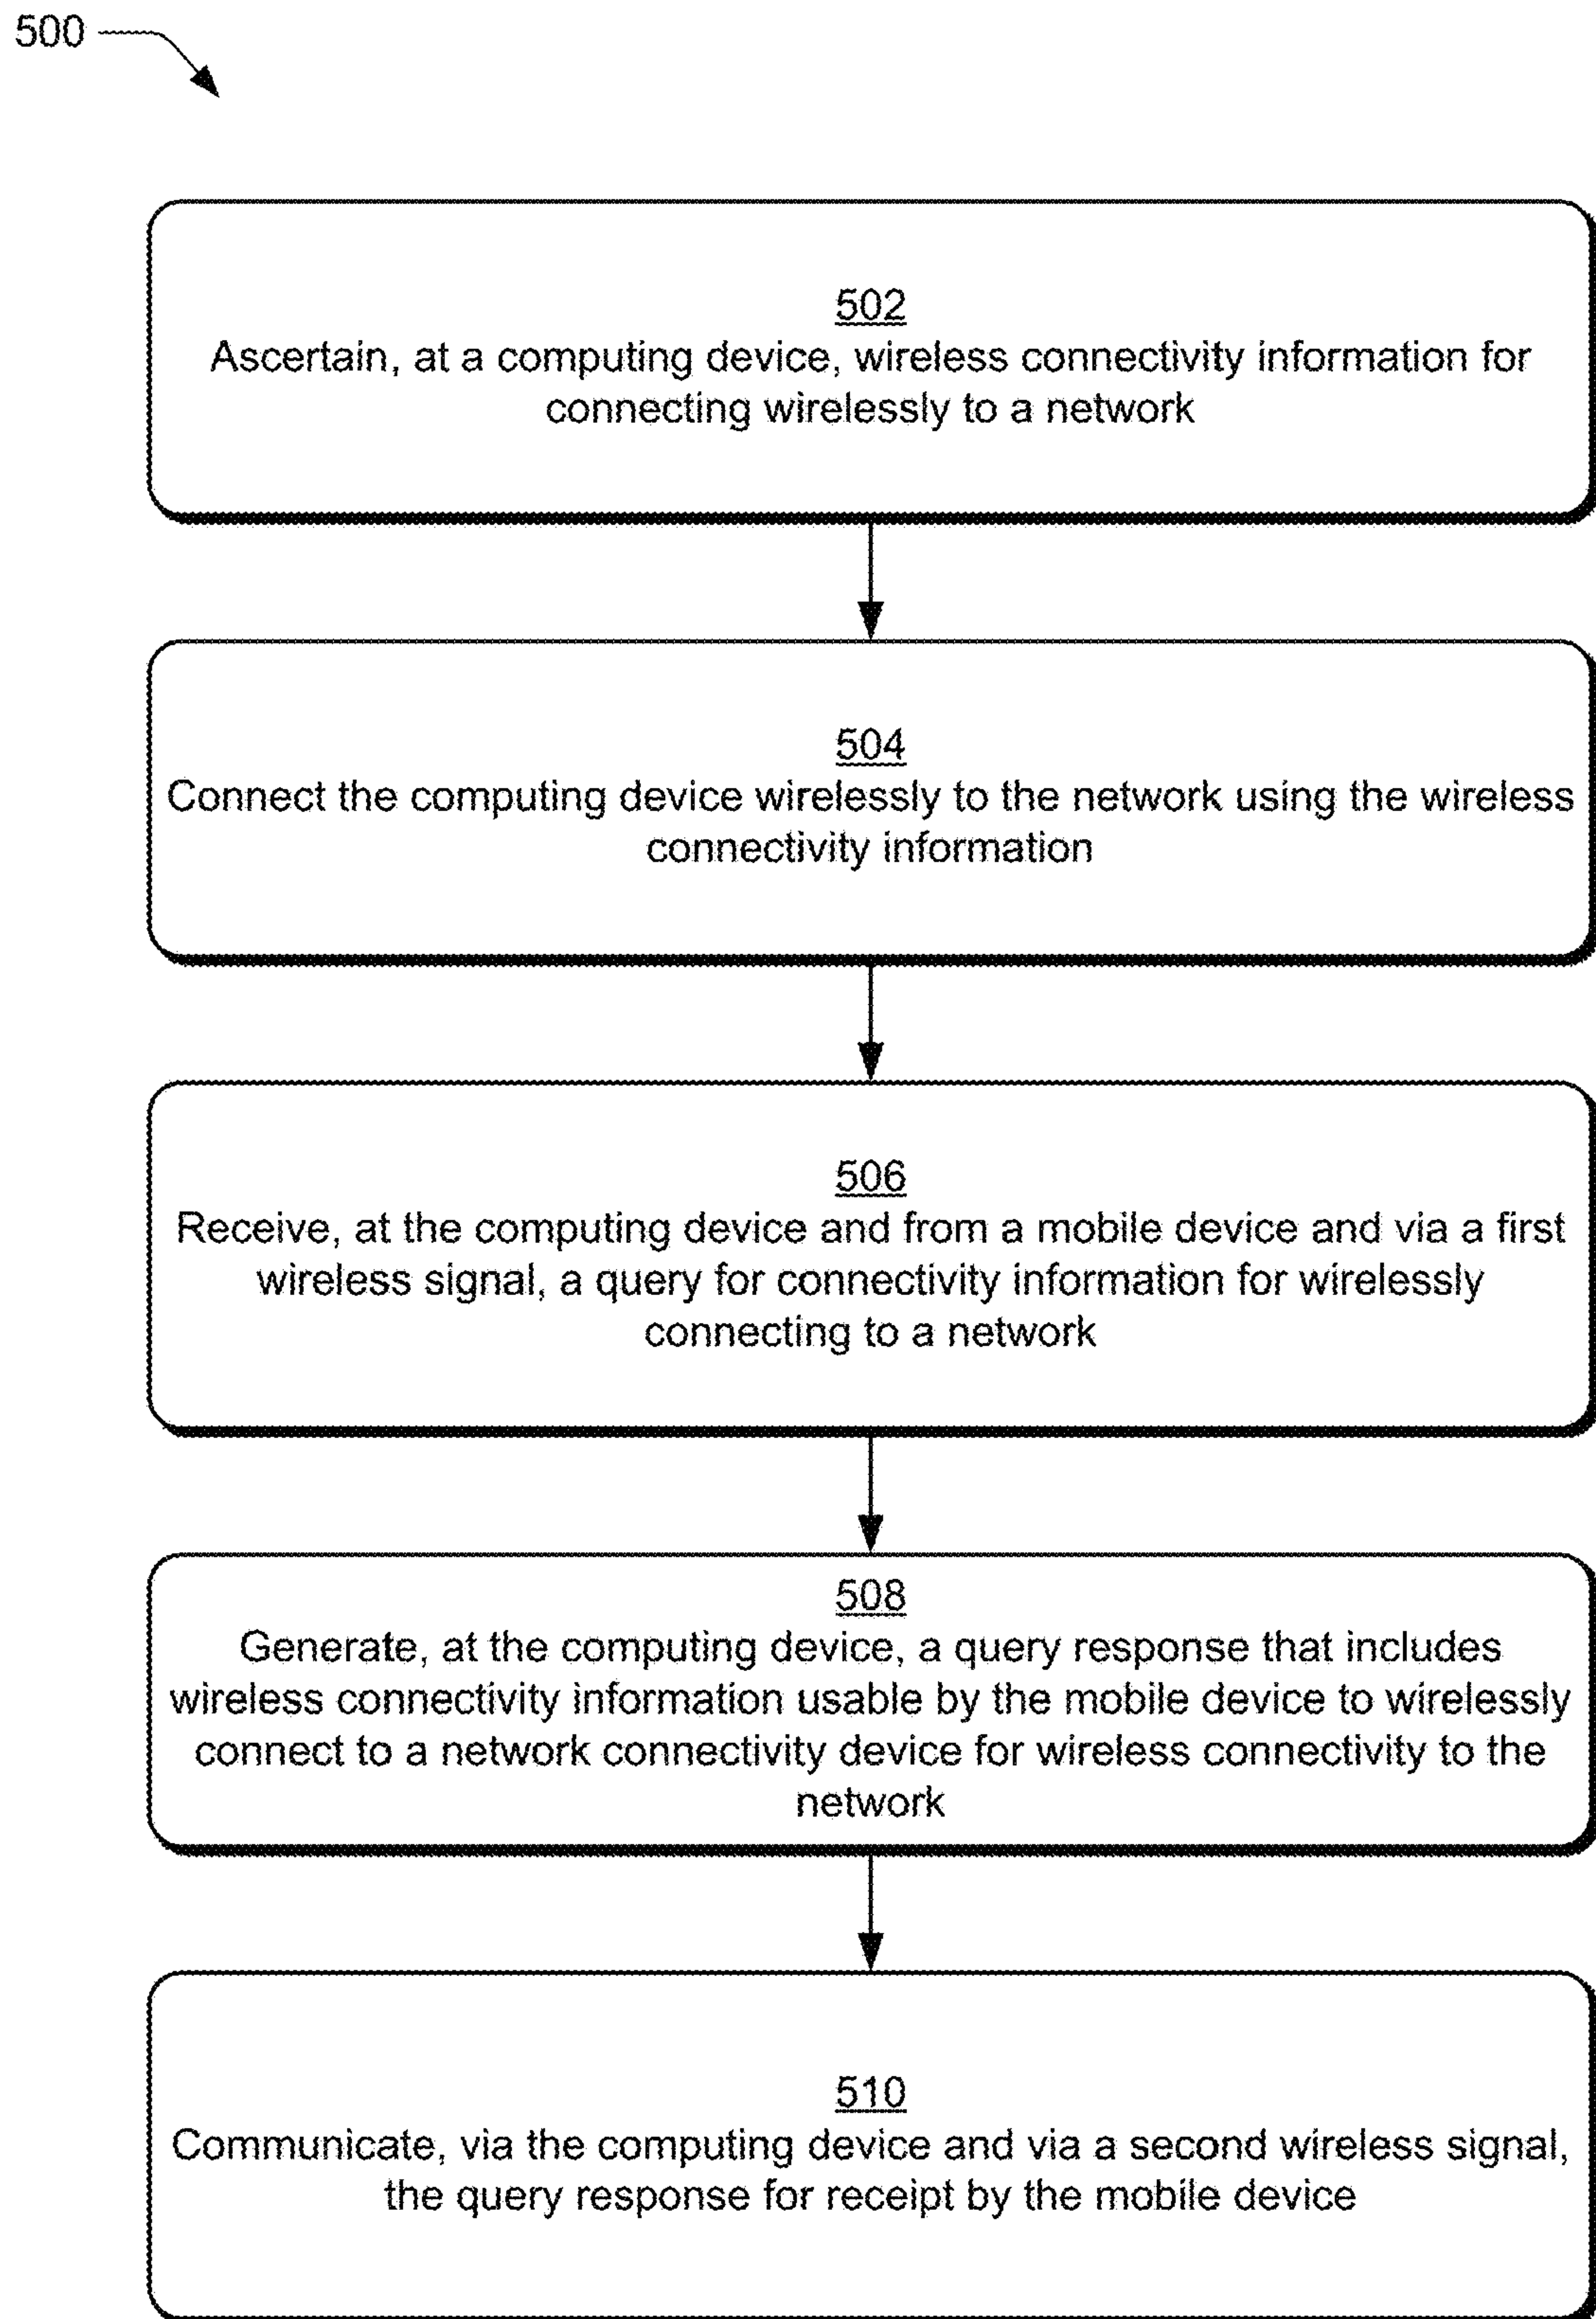 500
502
Ascertain, at a computing device, wireless connectivity information for
connecting wirelessly to a network
504
Connect the computing device wirelessly to the network using the wireless
connectivity information
506
Receive, at the computing device and from a mobile device and via a first
wireless signal, a query for connectivity information for wirelessly
connecting to a network
508
Generate, at the computing device, a query response that includes
wireless connectivity information usable by the mobile device to wirelessly
connect to a network connectivity device for wireless connectivity to the
network
510
Communicate, via the computing device and via a second wireless signal,
the query response for receipt by the mobile device